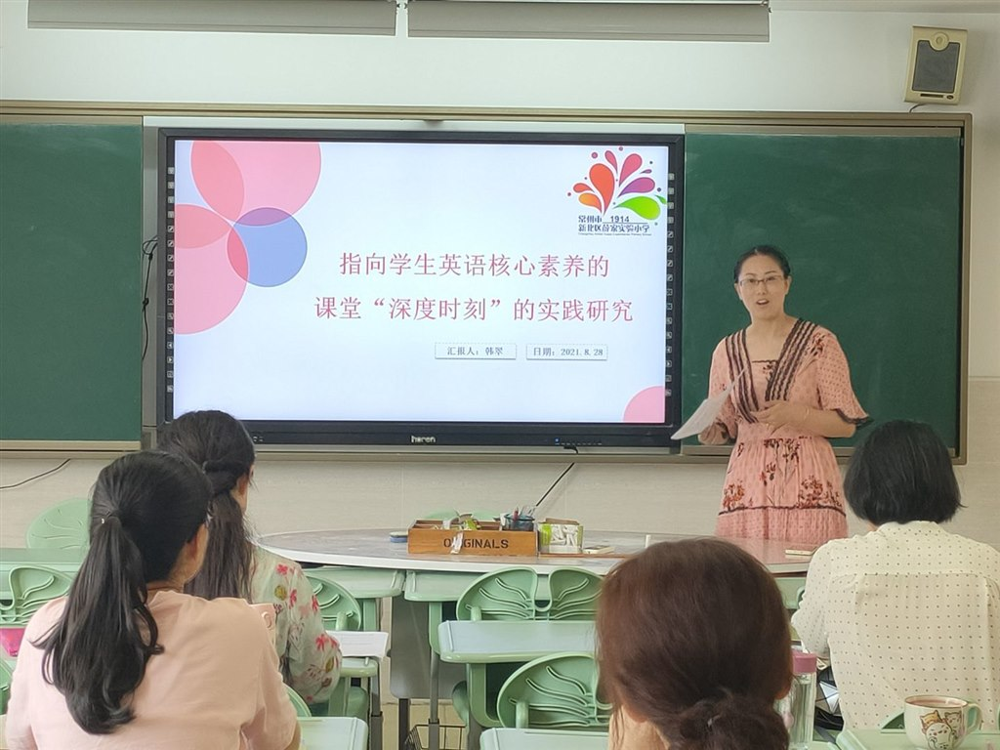 常州市 1914
新北区薛家实验小学
指向学生英语核心素养的
课堂“深度时刻”的实践研究
汇报人：韩翠
日期：2021.8.28
ORIGINALS